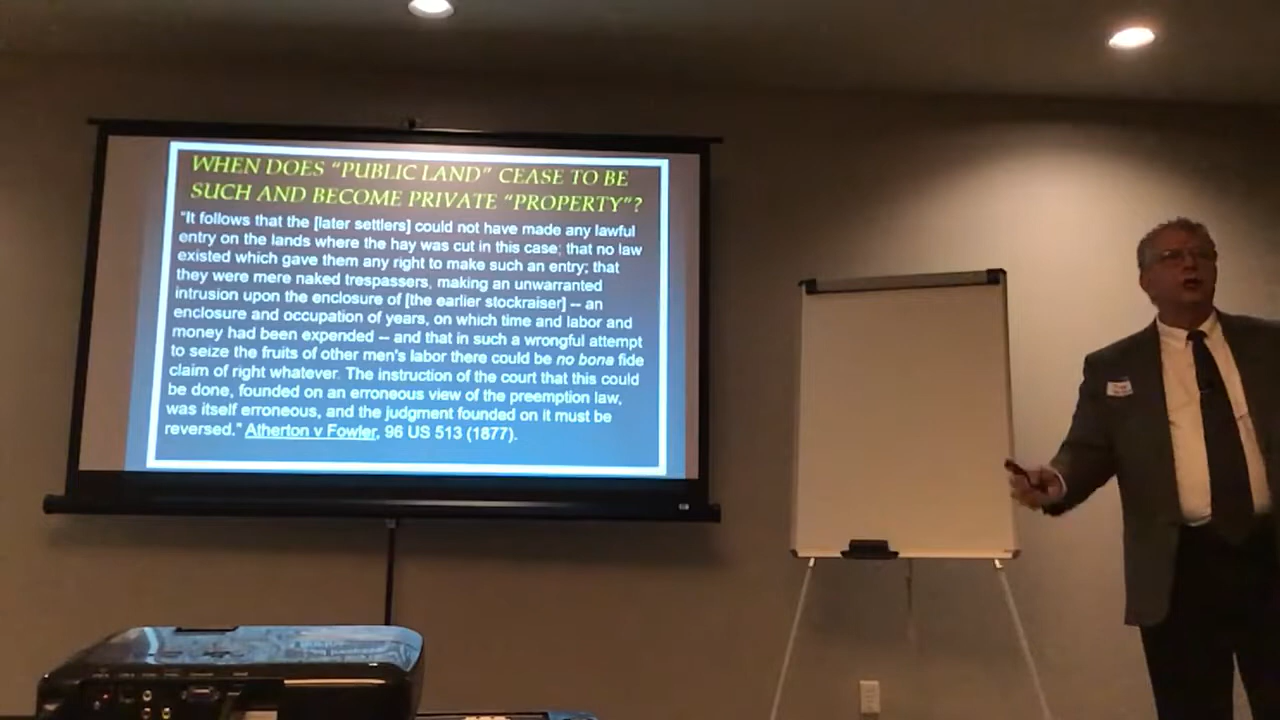 WHEN DOES “PUBLIC LAND” CEASE TO BE
SUCH AND BECOME PRIVATE “PROPERTY”?
“It follows that the [later settlers] could not have made any lawful
entry on the lands where the hay was cut in this case; that no law
existed which gave them any right to make such an entry; that
they were mere naked trespassers, making an unwarranted
intrusion upon the enclosure of [the earlier stockraiser] -- an
enclosure and occupation of years, on which time and labor and
money had been expended -- and that in such a wrongful attempt
to seize the fruits of other men's labor there could be no bona fide
claim of right whatever. The instruction of the court that this could
be done, founded on an erroneous view of the preemption law,
was itself erroneous, and the judgment founded on it must be
reversed.” Atherton v Fowler, 96 US 513 (1877).